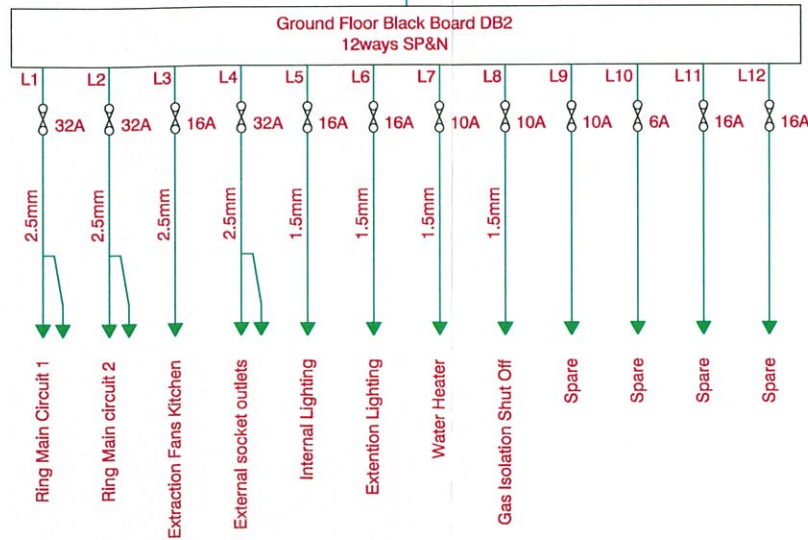 Ground Floor Black Board DB2
12ways SP&N
L1 L2 L3 L4 L5 L6 L7 L8 L9 L10 L11 L12
32A 32A 16A 32A 16A 16A 10A 10A 10A 6A 16A 16A
2.5mm 2.5mm 2.5mm 2.5mm 1.5mm 1.5mm 1.5mm 1.5mm
Ring Main Circuit 1
Ring Main circuit 2
Extraction Fans Kitchen
External socket outlets
Internal Lighting
Extention Lighting
Water Heater
Gas Isolation Shut Off
Spare
Spare
Spare
Spare